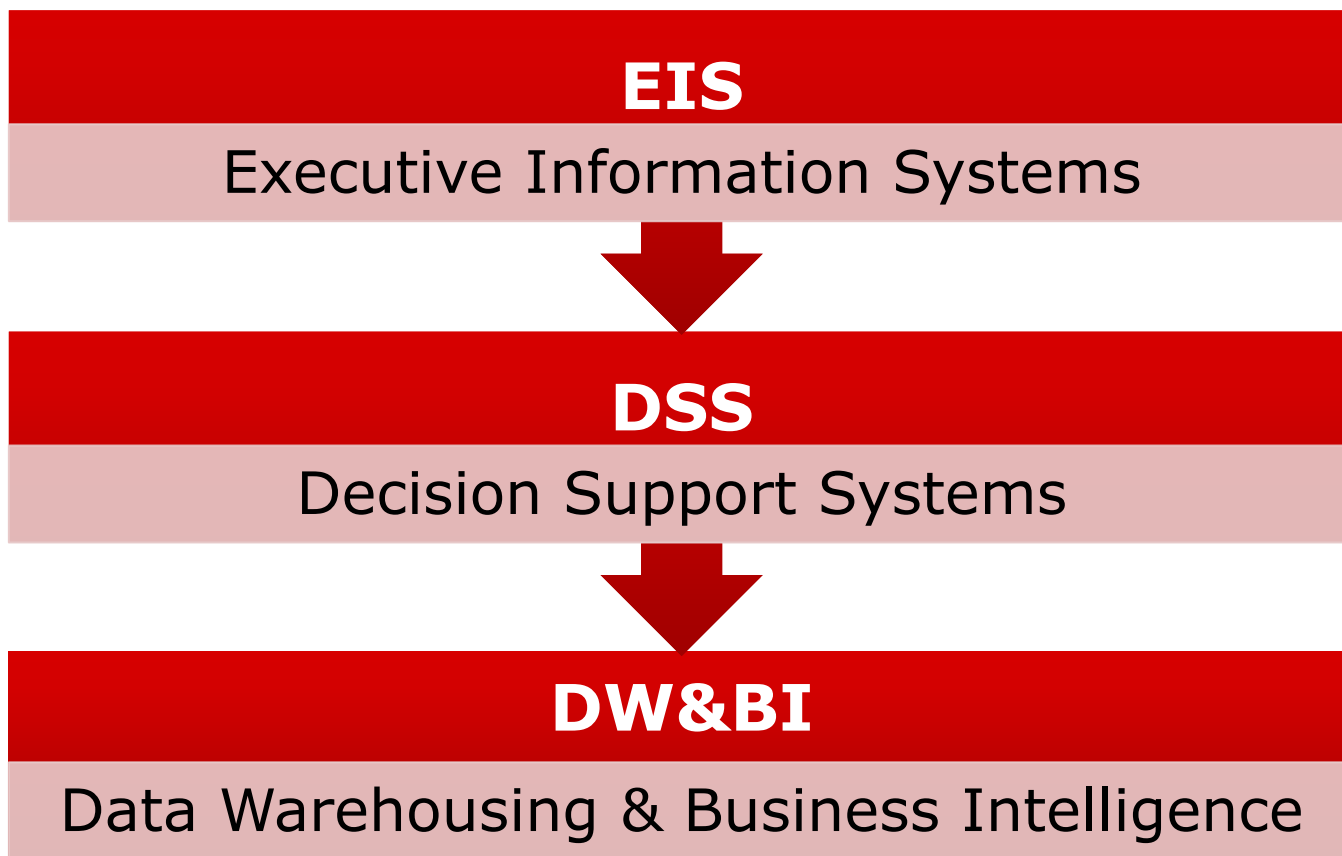 EIS
Executive Information Systems
DSS
Decision Support Systems
DW&BI
Data Warehousing & Business Intelligence